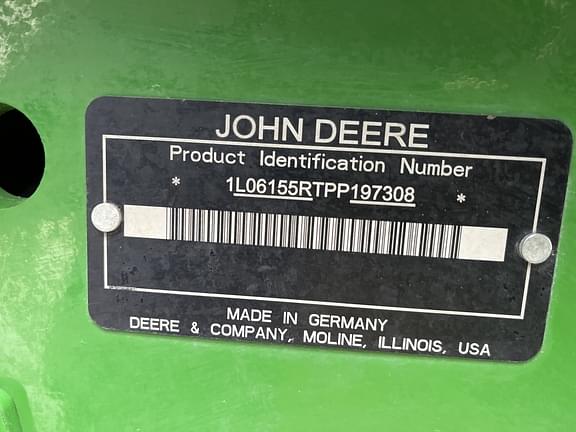 JOHN DEERE
Product Identification Number
* 1L06155RTPP197308 *
MADE IN GERMANY
DEERE & COMPANY, MOLINE, ILLINOIS, USA